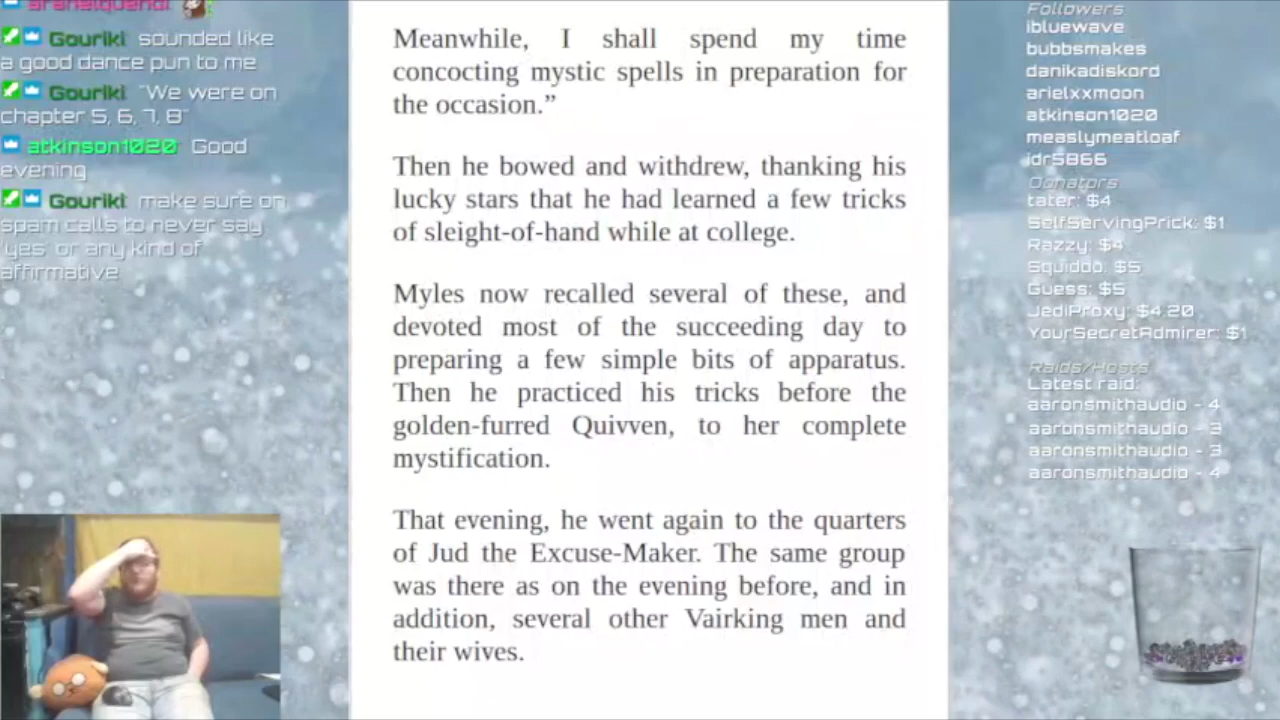 Gouriki: sounded like
a good dance pun to me
Gouriki: "We were on
chapter 5, 6, 7, 8"
atkinson1020: Good
evening
Gouriki: make sure on
spam calls to never say
'yes' or any kind of
affirmative
Meanwhile, I shall spend my time
concocting mystic spells in preparation for
the occasion.”
Then he bowed and withdrew, thanking his
lucky stars that he had learned a few tricks
of sleight-of-hand while at college.
Myles now recalled several of these, and
devoted most of the succeeding day to
preparing a few simple bits of apparatus.
Then he practiced his tricks before the
golden-furred Quivven, to her complete
mystification.
That evening, he went again to the quarters
of Jud the Excuse-Maker. The same group
was there as on the evening before, and in
addition, several other Vairking men and
their wives.
Followers
ibluewave
bubbsmakes
danikadiskord
arielxxmoon
atkinson1020
measlymeatloaf
idr5866
Donators
tater: $4
SelfServingPrick: $1
Razzy: $4
Squiddo: $5
Guess: $5
JediProxy: $4.20
YourSecretAdmirer: $1
Raids/Hosts
Latest raid:
aaronsmithaudio - 4
aaronsmithaudio - 3
aaronsmithaudio - 3
aaronsmithaudio - 4